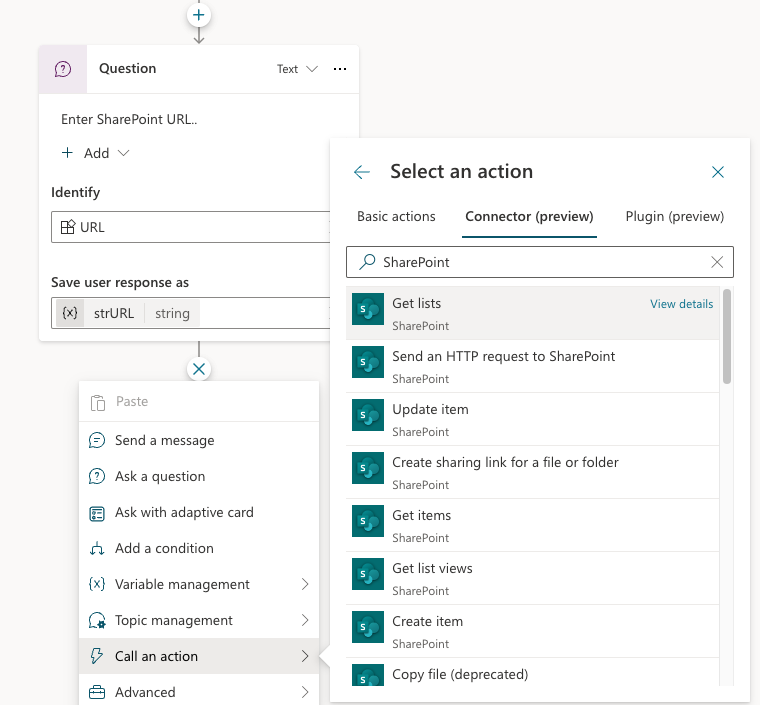 Question
Text
Enter SharePoint URL..
Add
Identify
URL
Save user response as
{x} strURL string
Paste
Send a message
Ask a question
Ask with adaptive card
Add a condition
{x} Variable management
Topic management
Call an action
Advanced
Select an action
Basic actions Connector (preview) Plugin (preview)
SharePoint
Get lists
View details
SharePoint
Send an HTTP request to SharePoint
SharePoint
Update item
SharePoint
Create sharing link for a file or folder
SharePoint
Get items
SharePoint
Get list views
SharePoint
Create item
SharePoint
Copy file (deprecated)